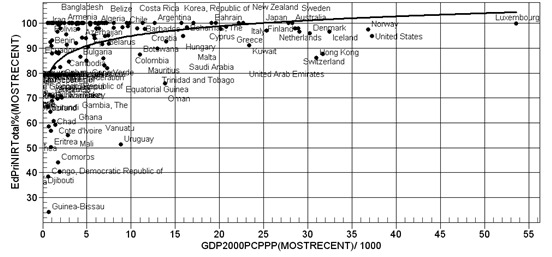 Costa Rica Korea, Republic of New Zealand Sweden
Bangladesh Belize
Armenia Algeria Chile Argentina Bahrain Japan Australia Luxembourg
Barbados Italy Denmark Norway
Azerbaijan Croatia Cyprus Finland Iceland
Belarus Greece Netherlands United States
Benin Botswana Hungary Kuwait
Bulgaria Hong Kong
Colombia Malta Switzerland
Cambodia Saudi Arabia
Mauritius United Arab Emirates
Trinidad and Tobago
Equatorial Guinea
Oman
Gambia, The
Ghana
Chad
Cote d'Ivoire Vanuatu
Eritrea Mali Uruguay
Comoros
Congo, Democratic Republic of
Djibouti
Guinea-Bissau
EdPriNIRTotal%(MOSTRECENT)
100
90
80
70
60
50
40
30
0 5 10 15 20 25 30 35 40 45 50 55
GDP2000PCPPP(MOSTRECENT)/ 1000